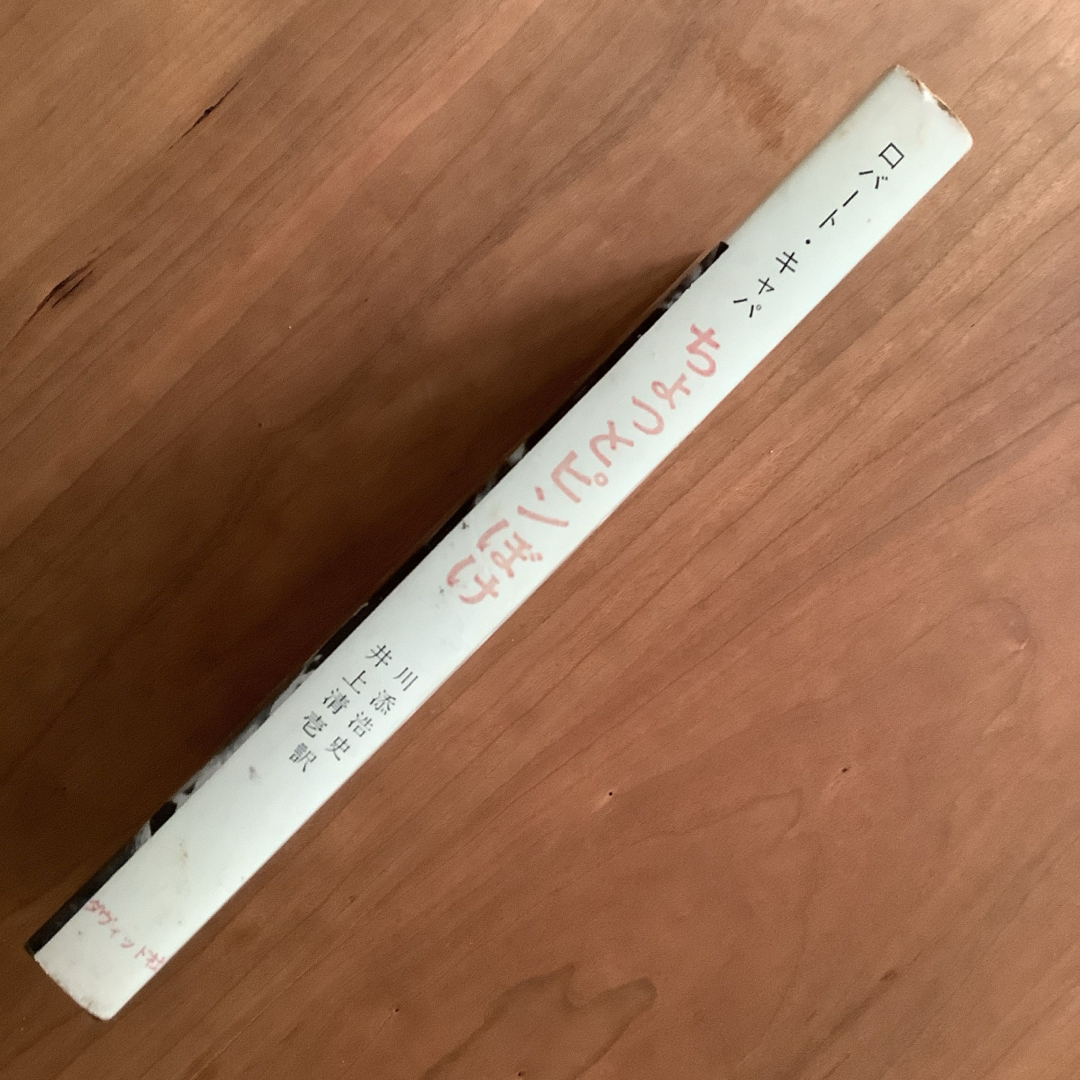 ロバート・キャパ
ちょっとピンぼけ
川添浩史
井上清壱訳
ダヴィッド社